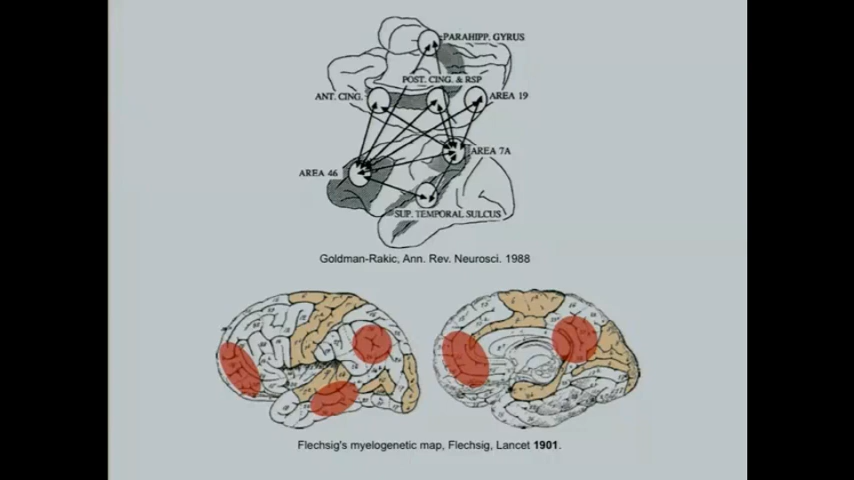 PARAHIPP. GYRUS
POST. CING. & RSP
ANT. CING.
AREA 19
AREA 7A
AREA 46
SUP. TEMPORAL SULCUS
Goldman-Rakic, Ann. Rev. Neurosci. 1988
Flechsig's myelogenetic map, Flechsig, Lancet 1901.